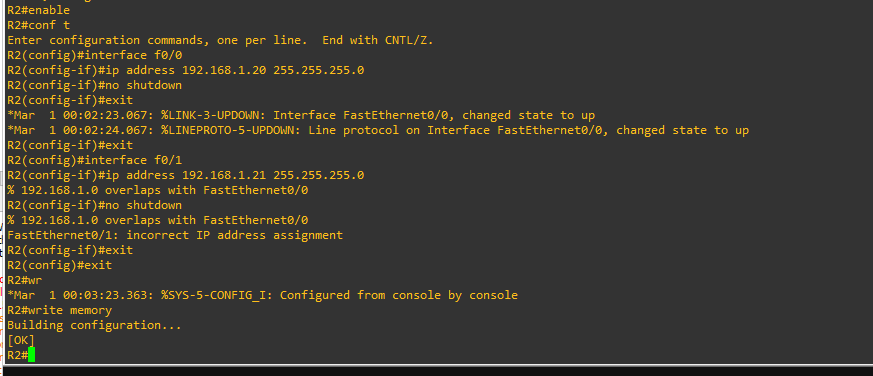 R2#enable
R2#conf t
Enter configuration commands, one per line.  End with CNTL/Z.
R2(config)#interface f0/0
R2(config-if)#ip address 192.168.1.20 255.255.255.0
R2(config-if)#no shutdown
R2(config-if)#exit
*Mar  1 00:02:23.067: %LINK-3-UPDOWN: Interface FastEthernet0/0, changed state to up
*Mar  1 00:02:24.067: %LINEPROTO-5-UPDOWN: Line protocol on Interface FastEthernet0/0, changed state to up
R2(config-if)#exit
R2(config)#interface f0/1
R2(config-if)#ip address 192.168.1.21 255.255.255.0
% 192.168.1.0 overlaps with FastEthernet0/0
R2(config-if)#no shutdown
% 192.168.1.0 overlaps with FastEthernet0/0
FastEthernet0/1: incorrect IP address assignment
R2(config-if)#exit
R2(config)#exit
R2#wr
*Mar  1 00:03:23.363: %SYS-5-CONFIG_I: Configured from console by console
R2#write memory
Building configuration...
[OK]
R2#